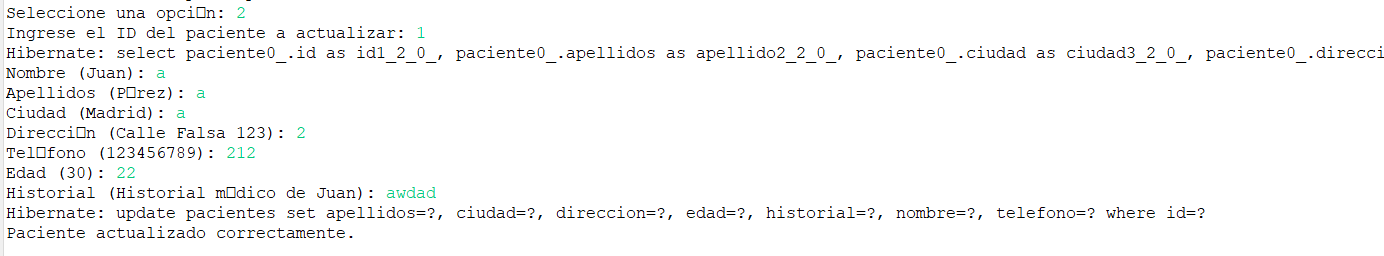 Seleccione una opci□n: 2
Ingrese el ID del paciente a actualizar: 1
Hibernate: select paciente0_.id as id1_2_0_, paciente0_.apellidos as apellido2_2_0_, paciente0_.ciudad as ciudad3_2_0_, paciente0_.direcci
Nombre (Juan): a
Apellidos (P□rez): a
Ciudad (Madrid): a
Direcci□n (Calle Falsa 123): 2
Tel□fono (123456789): 212
Edad (30): 22
Historial (Historial m□dico de Juan): awdad
Hibernate: update pacientes set apellidos=?, ciudad=?, direccion=?, edad=?, historial=?, nombre=?, telefono=? where id=?
Paciente actualizado correctamente.